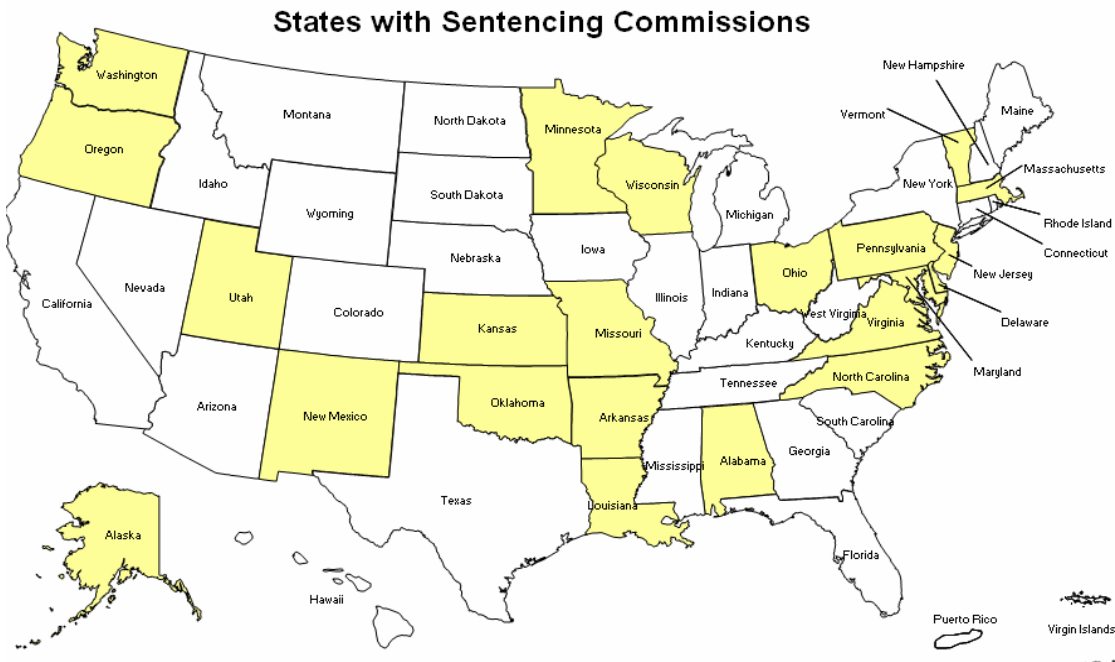 States with Sentencing Commissions
New Hampshire
Washington
Vermont
Maine
Montana
North Dakota
Minnesota
Oregon
Massachusetts
Idaho
Wisconsin
New York
South Dakota
Wyoming
Michigan
Rhode Island
Iowa
Pennsylvania
Connecticut
Nebraska
Ohio
New Jersey
Nevada
Utah
Illinois
Indiana
California
Colorado
West Virginia
Virginia
Delaware
Kansas
Missouri
Kentucky
Maryland
North Carolina
Tennessee
Oklahoma
Arizona
New Mexico
Arkansas
South Carolina
Georgia
Alabama
Mississippi
Texas
Louisiana
Alaska
Florida
Hawaii
Puerto Rico
Virgin Islands